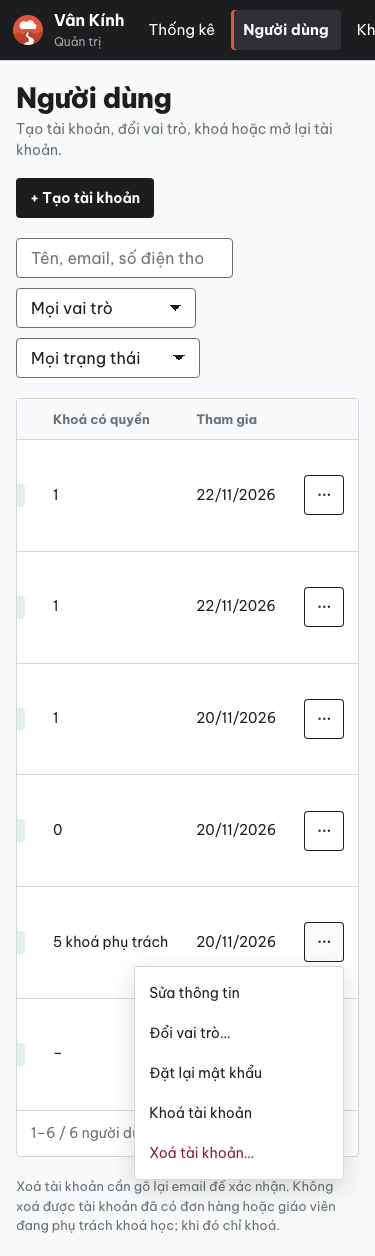 Vân Kính
Quản trị
Thống kê
Người dùng
Kh
Người dùng
Tạo tài khoản, đổi vai trò, khoá hoặc mở lại tài
khoản.
+ Tạo tài khoản
Tên, email, số điện tho
Mọi vai trò
Mọi trạng thái
Khoá có quyền Tham gia
1 22/11/2026 ...
1 22/11/2026 ...
1 20/11/2026 ...
0 20/11/2026 ...
5 khoá phụ trách 20/11/2026 ...
–
Sửa thông tin
Đổi vai trò...
Đặt lại mật khẩu
Khoá tài khoản
Xoá tài khoản...
1–6 / 6 người d
Xoá tài khoản cần gõ lại email để xác nhận. Không
xoá được tài khoản đã có đơn hàng hoặc giáo viên
đang phụ trách khoá học; khi đó chỉ khoá.